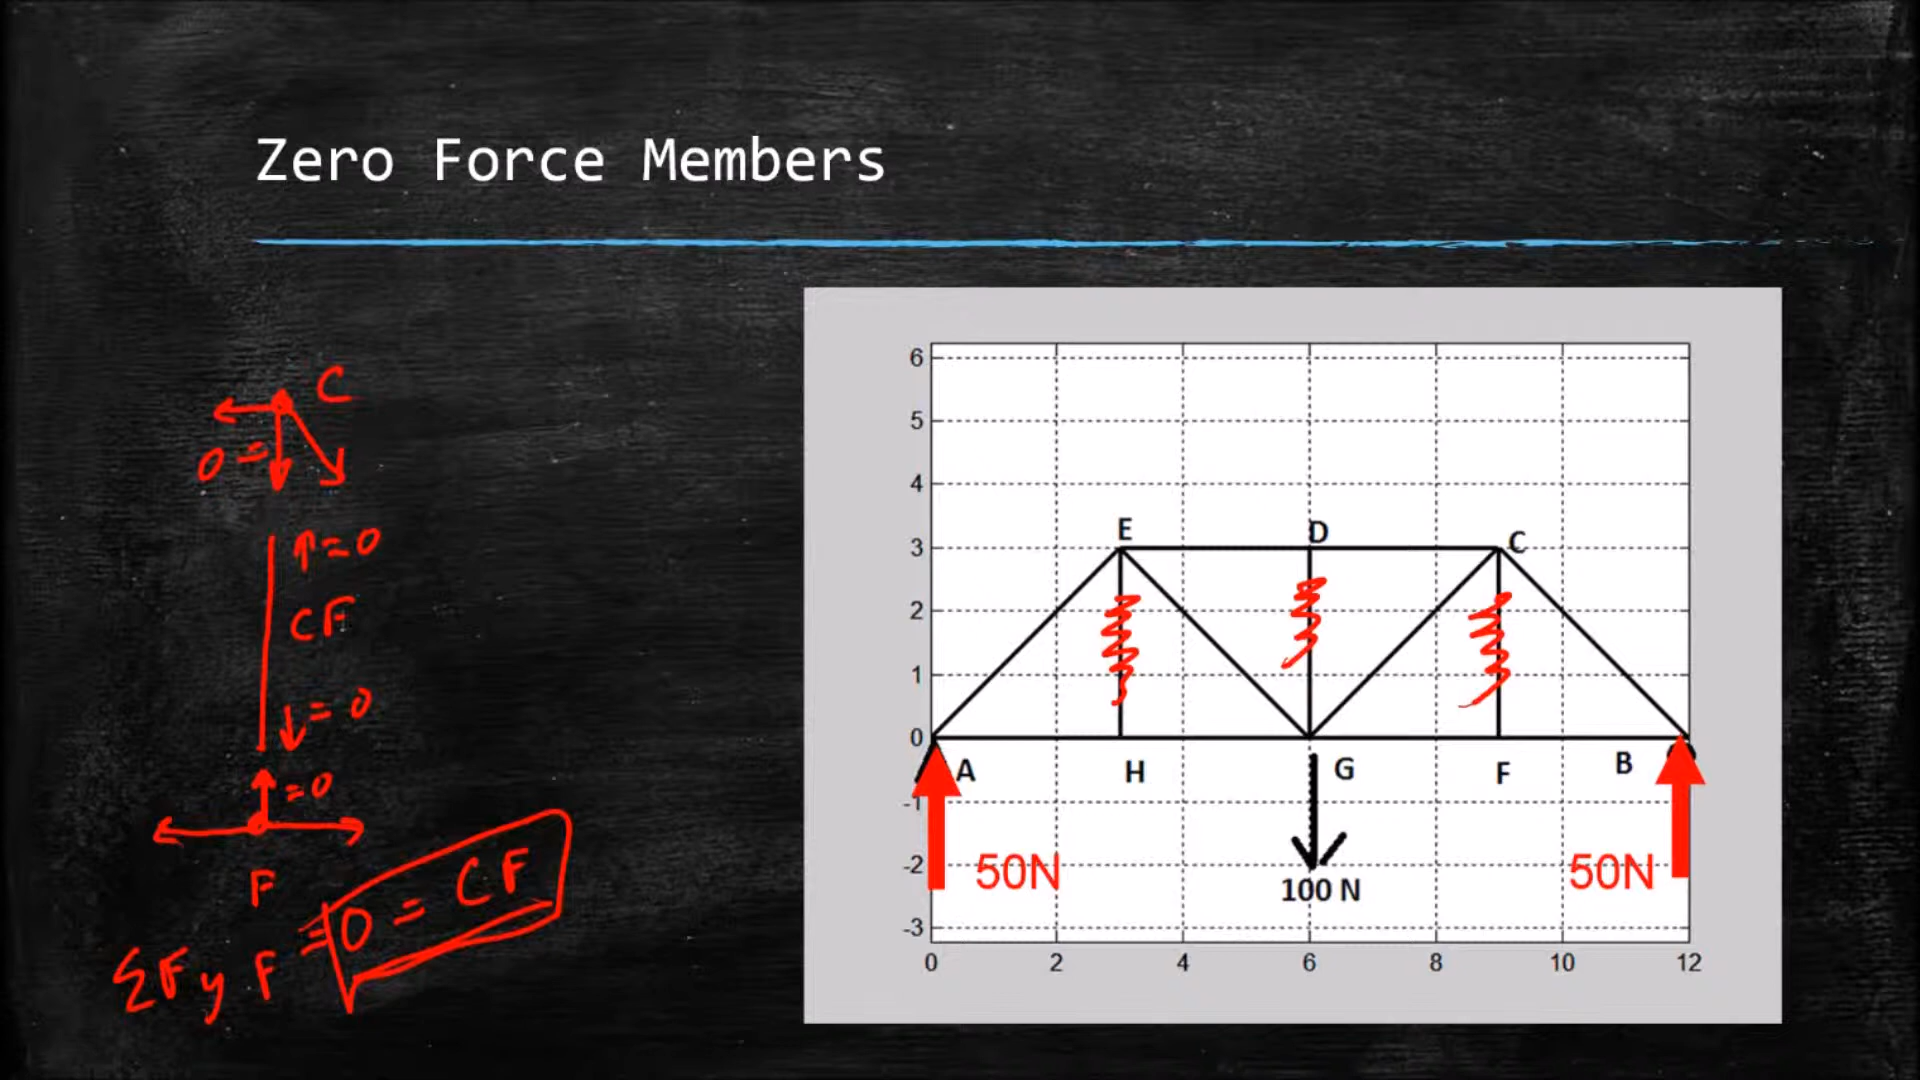 Zero Force Members
C
0 =
↑ = 0
CF
↓ = 0
= 0
F
ΣFy F = 0 = CF
6
5
4
3
2
1
0
-1
-2
-3
0 2 4 6 8 10 12
E D C
A H G F B
50N 50N
100 N